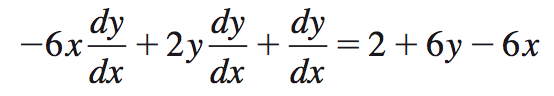 −6x dy/dx + 2y dy/dx + dy/dx = 2 + 6y − 6x